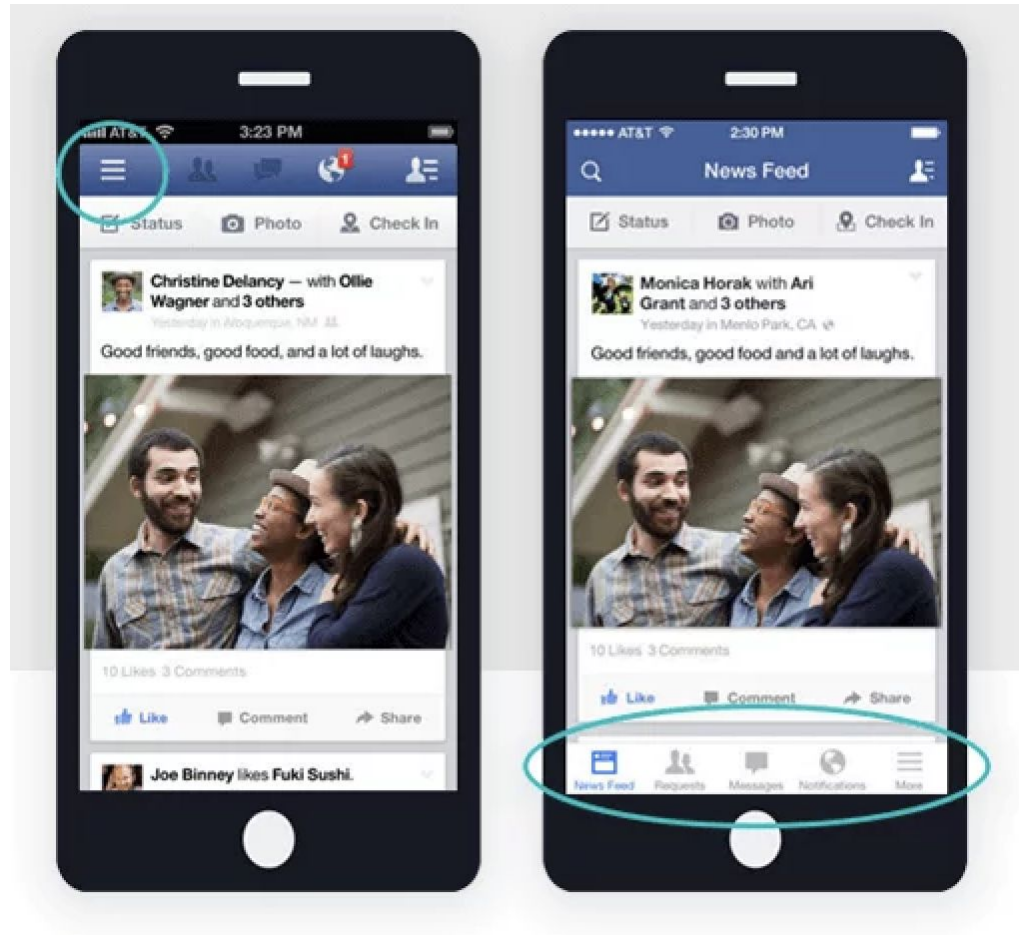 AT&T 3:23 PM
1
Status Photo Check In
Christine Delancy — with Ollie
Wagner and 3 others
Yesterday in Albuquerque, NM
Good friends, good food, and a lot of laughs.
10 Likes 3 Comments
Like Comment Share
Joe Binney likes Fuki Sushi.
AT&T 2:30 PM
News Feed
Status Photo Check In
Monica Horak with Ari
Grant and 3 others
Yesterday in Menlo Park, CA
Good friends, good food and a lot of laughs.
10 Likes 3 Comments
Like Comment Share
News Feed Requests Messages Notifications More